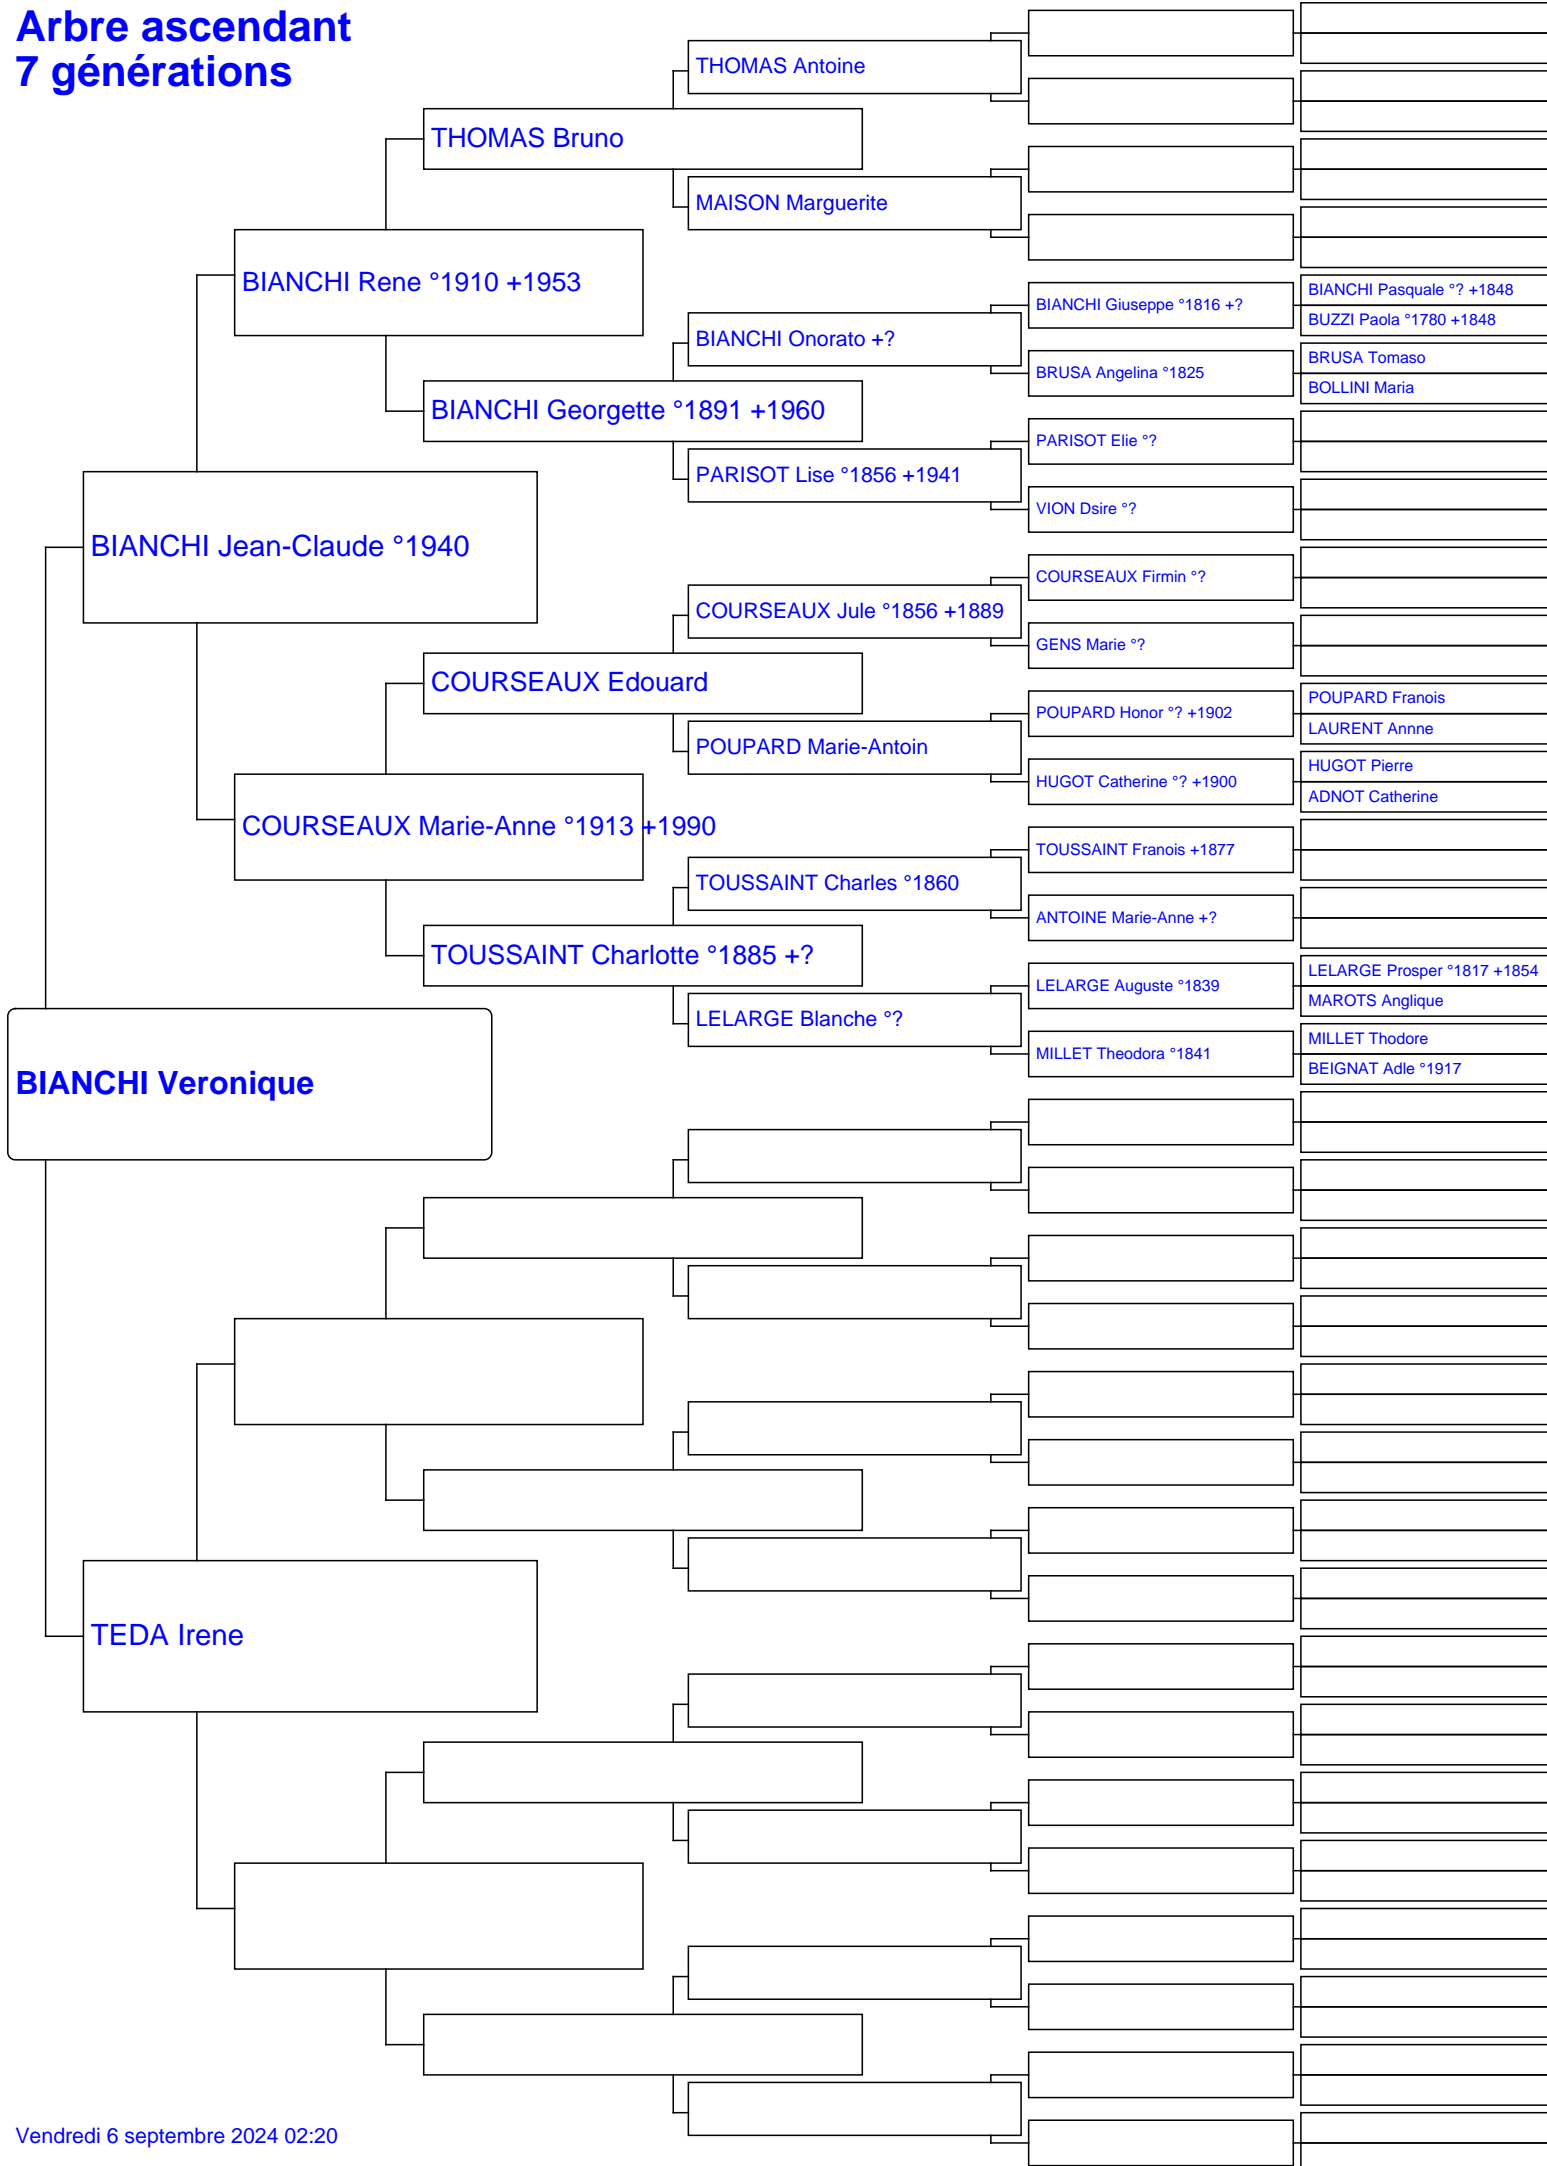 Arbre ascendant
7 générations
THOMAS Antoine
THOMAS Bruno
MAISON Marguerite
BIANCHI Rene °1910 +1953
BIANCHI Giuseppe °1816 +?
BIANCHI Pasquale °? +1848
BUZZI Paola °1780 +1848
BIANCHI Onorato +?
BRUSA Angelina °1825
BRUSA Tomaso
BOLLINI Maria
BIANCHI Georgette °1891 +1960
PARISOT Elie °?
PARISOT Lise °1856 +1941
VION Dsire °?
BIANCHI Jean-Claude °1940
COURSEAUX Firmin °?
COURSEAUX Jule °1856 +1889
GENS Marie °?
COURSEAUX Edouard
POUPARD Honor °? +1902
POUPARD Franois
LAURENT Annne
POUPARD Marie-Antoin
HUGOT Catherine °? +1900
HUGOT Pierre
ADNOT Catherine
COURSEAUX Marie-Anne °1913 +1990
TOUSSAINT Franois +1877
TOUSSAINT Charles °1860
ANTOINE Marie-Anne +?
TOUSSAINT Charlotte °1885 +?
LELARGE Auguste °1839
LELARGE Prosper °1817 +1854
MAROTS Anglique
LELARGE Blanche °?
MILLET Theodora °1841
MILLET Thodore
BEIGNAT Adle °1917
BIANCHI Veronique
TEDA Irene
Vendredi 6 septembre 2024 02:20